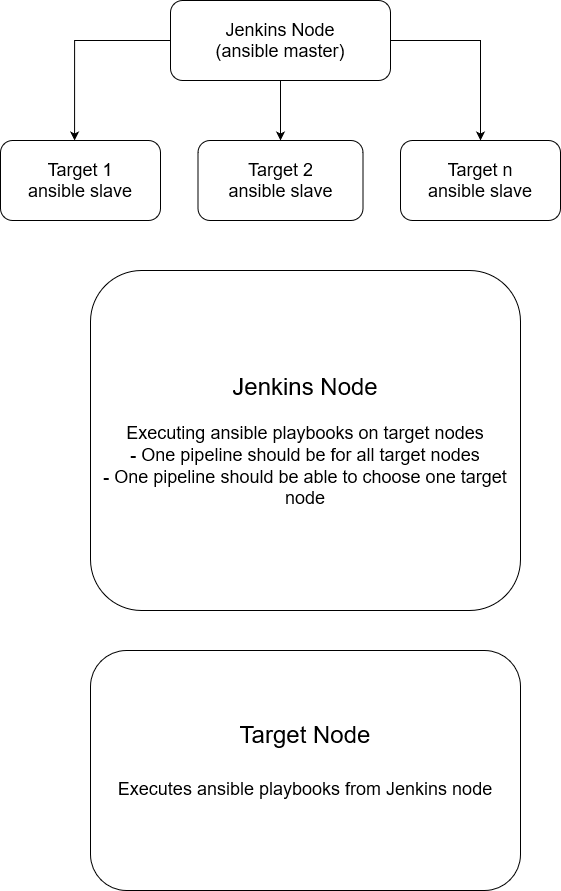 Jenkins Node
(ansible master)
Target 1
ansible slave
Target 2
ansible slave
Target n
ansible slave
Jenkins Node
Executing ansible playbooks on target nodes
- One pipeline should be for all target nodes
- One pipeline should be able to choose one target
node
Target Node
Executes ansible playbooks from Jenkins node